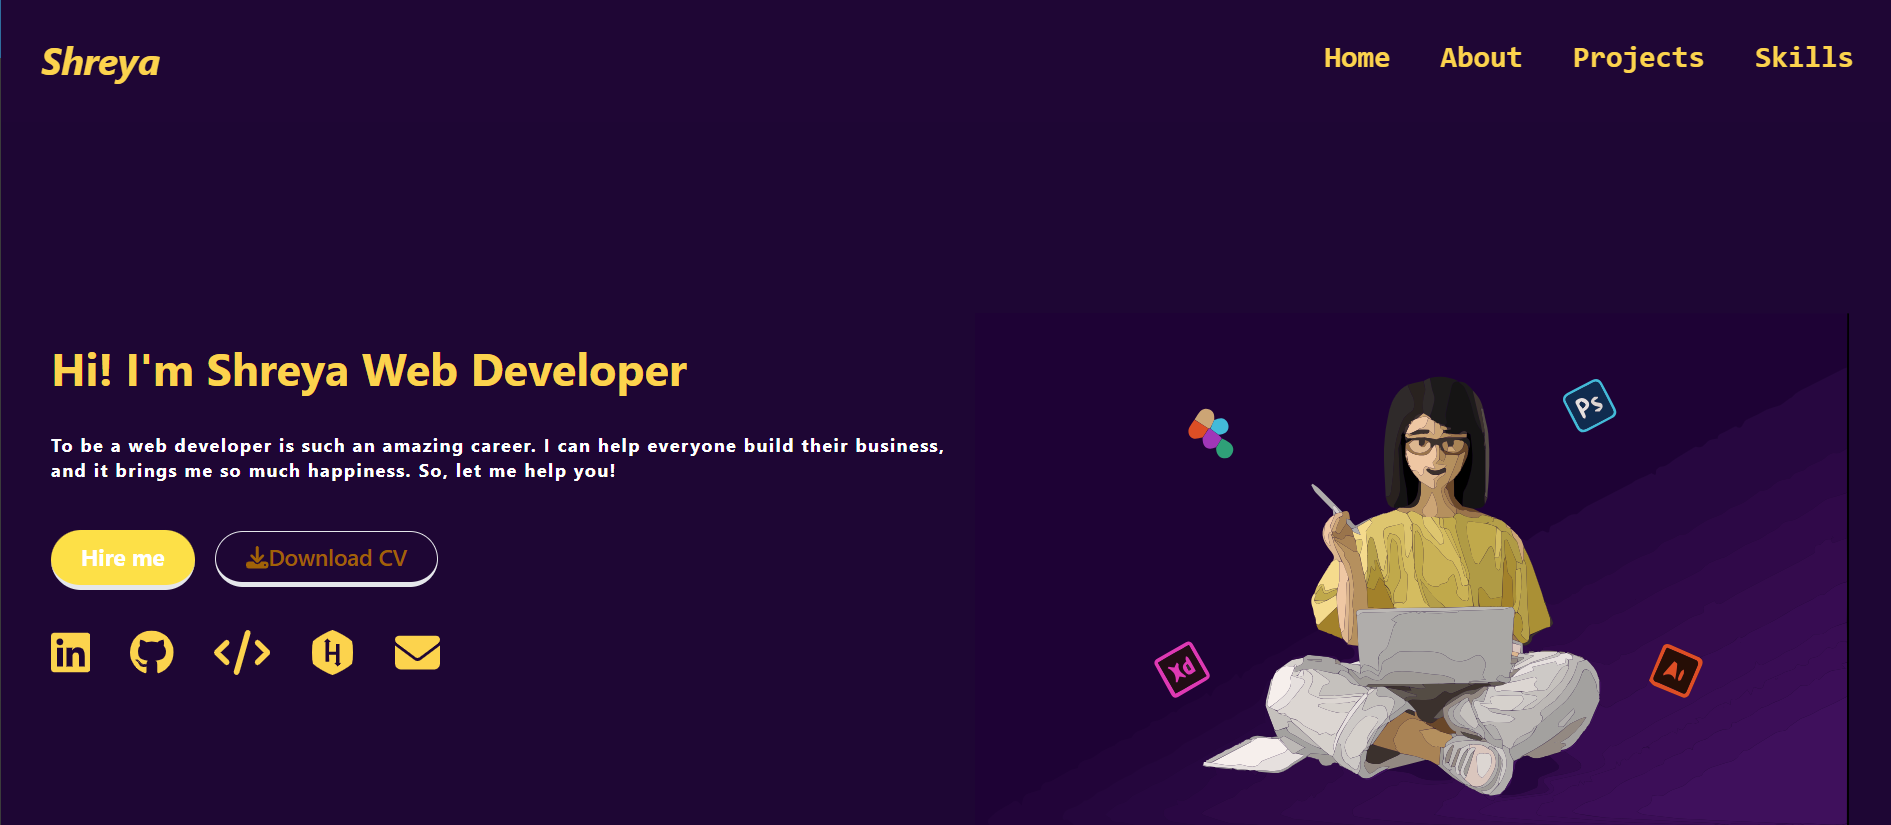 Shreya
Home About Projects Skills
Hi! I'm Shreya Web Developer
To be a web developer is such an amazing career. I can help everyone build their business,
and it brings me so much happiness. So, let me help you!
Hire me
Download CV
in
H
Ps
Xd
Ai